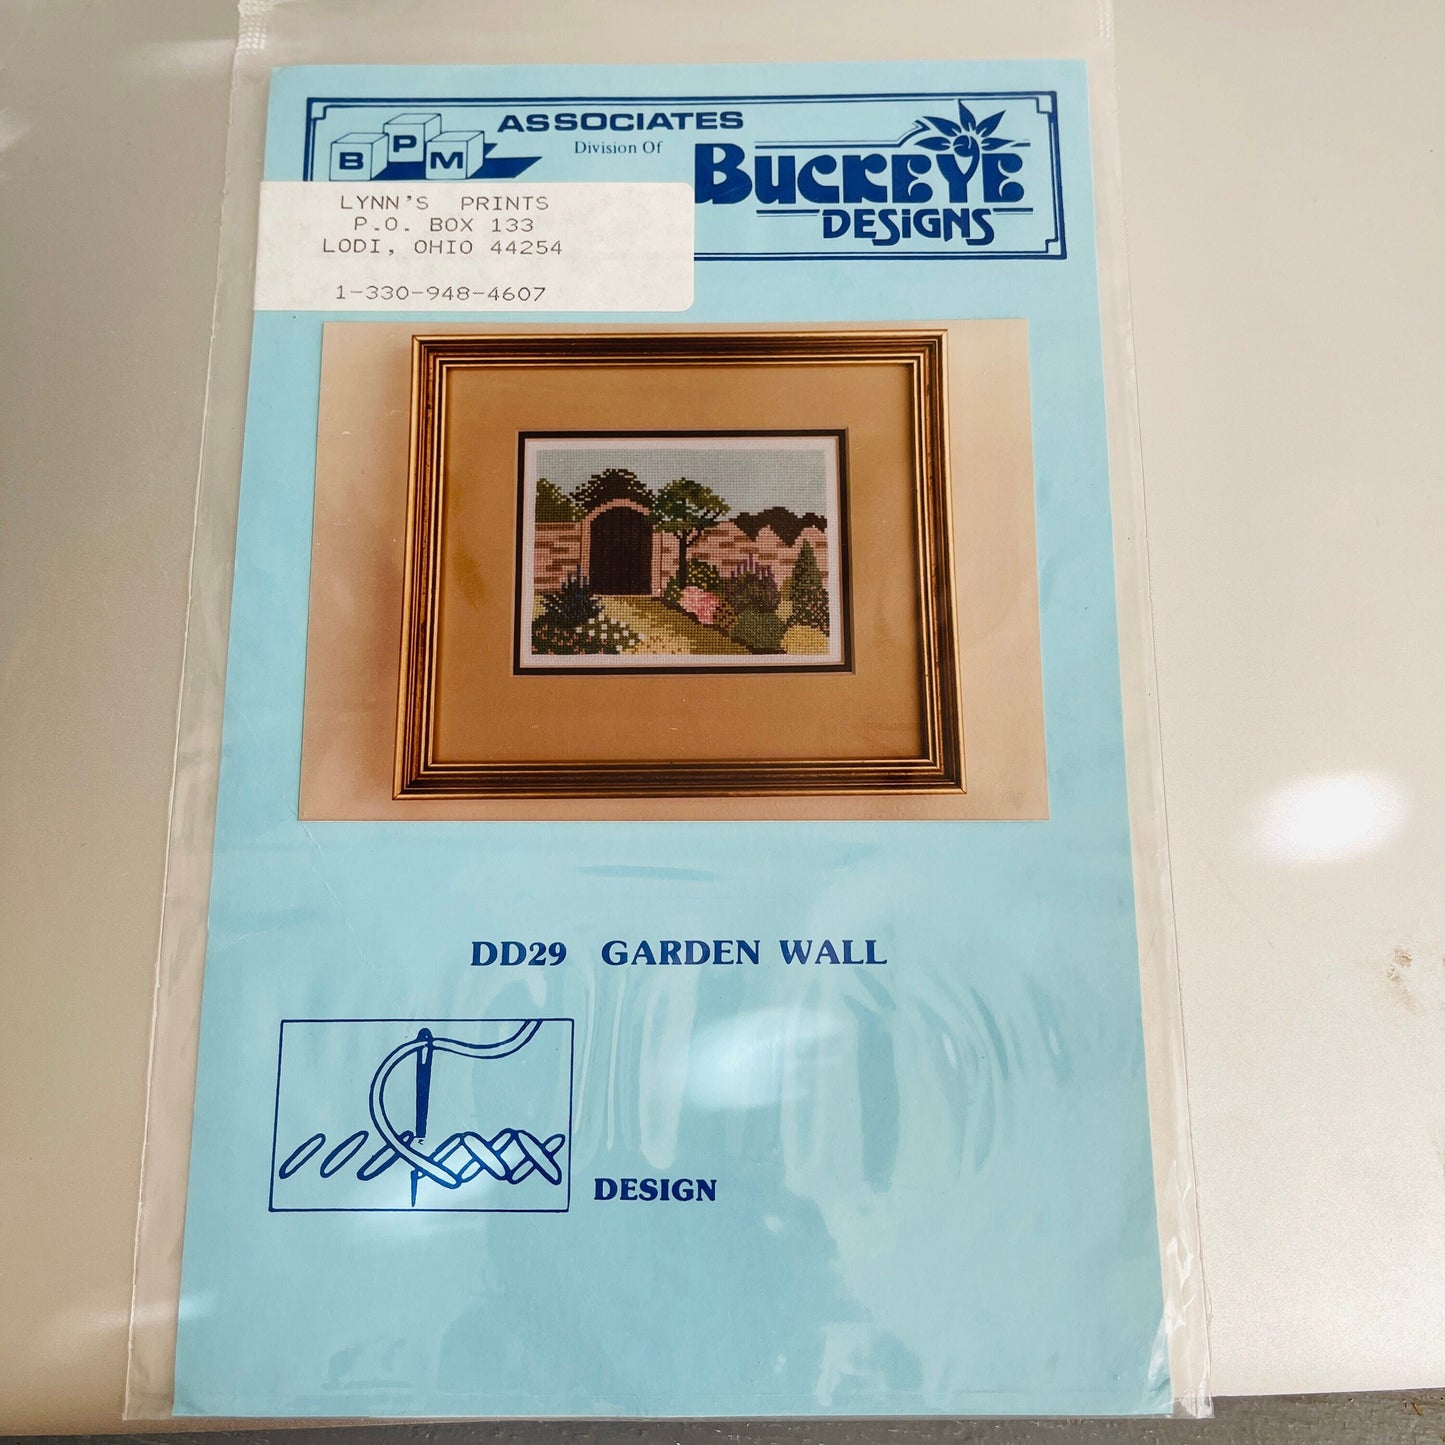 BPM ASSOCIATES
Division Of
BUCKEYE
DESIGNS
LYNN'S PRINTS
P.O. BOX 133
LODI, OHIO 44254
1-330-948-4607
DD29 GARDEN WALL
DESIGN